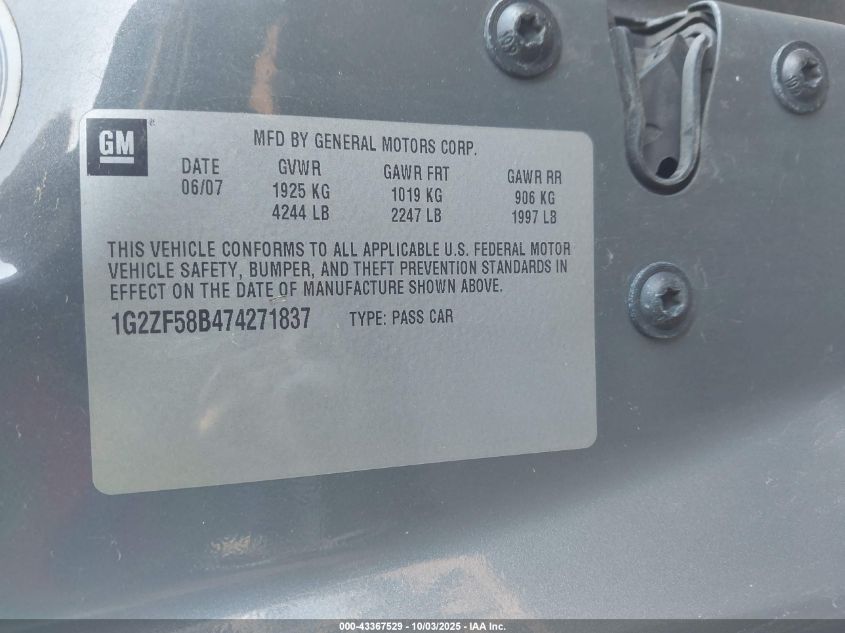 GM
MFD BY GENERAL MOTORS CORP.
DATE GVWR GAWR FRT GAWR RR
06/07 1925 KG 1019 KG 906 KG
4244 LB 2247 LB 1997 LB
THIS VEHICLE CONFORMS TO ALL APPLICABLE U.S. FEDERAL MOTOR
VEHICLE SAFETY, BUMPER, AND THEFT PREVENTION STANDARDS IN
EFFECT ON THE DATE OF MANUFACTURE SHOWN ABOVE.
1G2ZF58B474271837 TYPE: PASS CAR
000-43367529 - 10/03/2025 - IAA Inc.